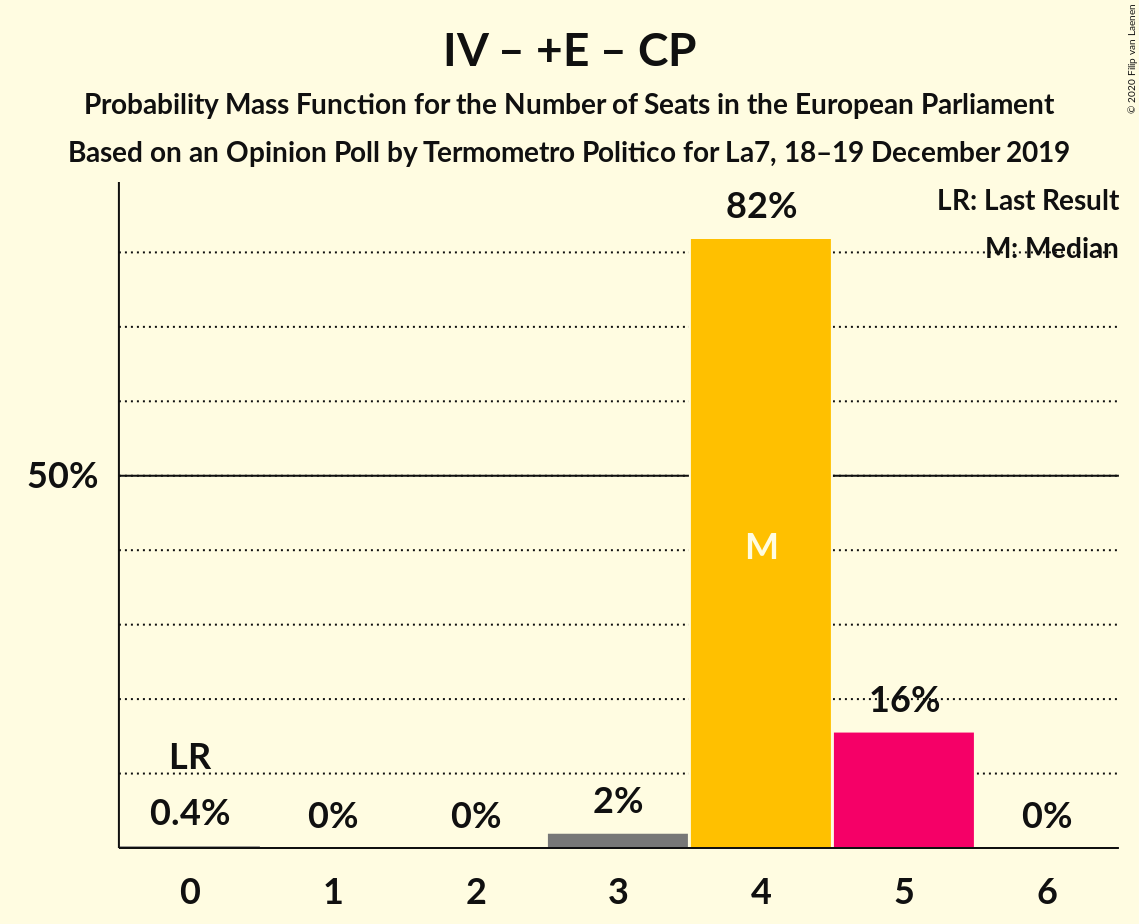 IV – +E – CP
Probability Mass Function for the Number of Seats in the European Parliament
Based on an Opinion Poll by Termometro Politico for La7, 18–19 December 2019
© 2020 Filip van Laenen
LR: Last Result
M: Median
82%
50%
M
16%
LR
0.4%
0%
0%
2%
0%
0
1
2
3
4
5
6